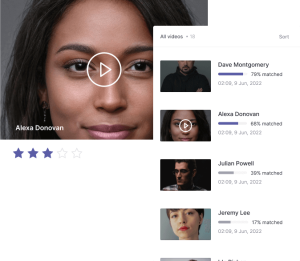 Alexa Donovan
All videos • 18
Sort
Dave Montgomery
79% matched
02:09, 9 Jun, 2022
Alexa Donovan
68% matched
02:09, 9 Jun, 2022
Julian Powell
39% matched
02:09, 9 Jun, 2022
Jeremy Lee
17% matched
02:09, 9 Jun, 2022